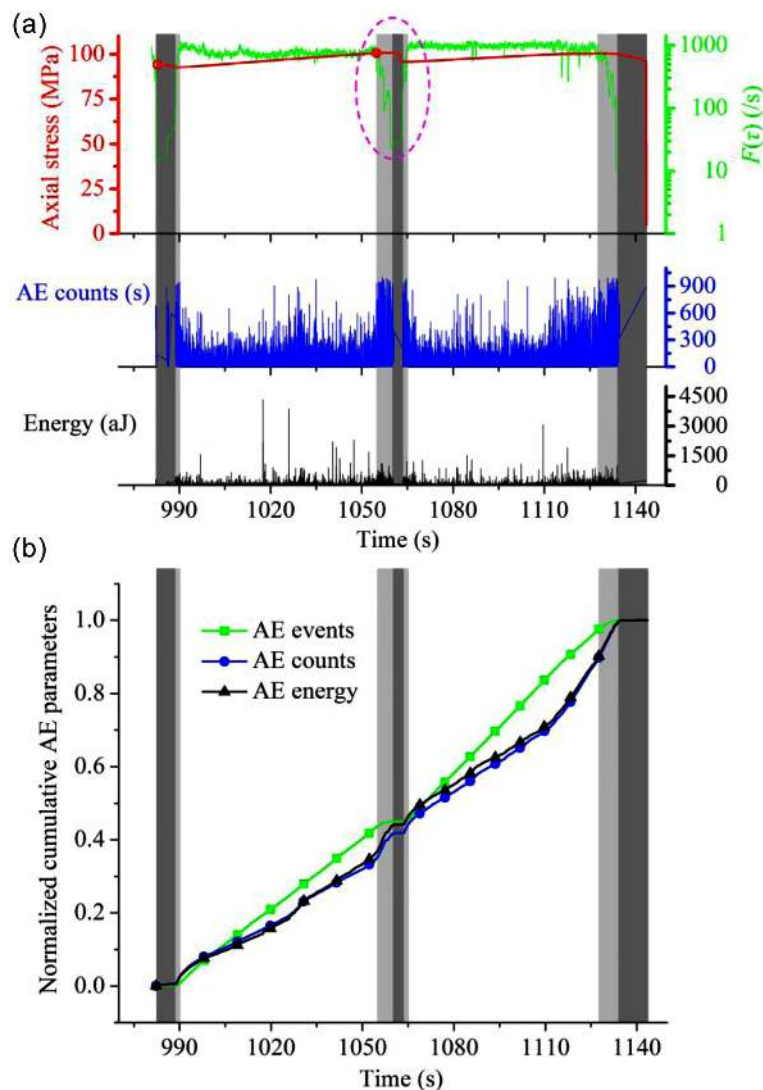 (a)
100
75
50
25
0
Axial stress (MPa)
1000
100
10
1
F(τ) (/s)
AE counts (s)
900
600
300
0
Energy (aJ)
4500
3000
1500
0
990 1020 1050 1080 1110 1140
Time (s)
(b)
Normalized cumulative AE parameters
1.0
0.8
0.6
0.4
0.2
0.0
AE events
AE counts
AE energy
990 1020 1050 1080 1110 1140
Time (s)